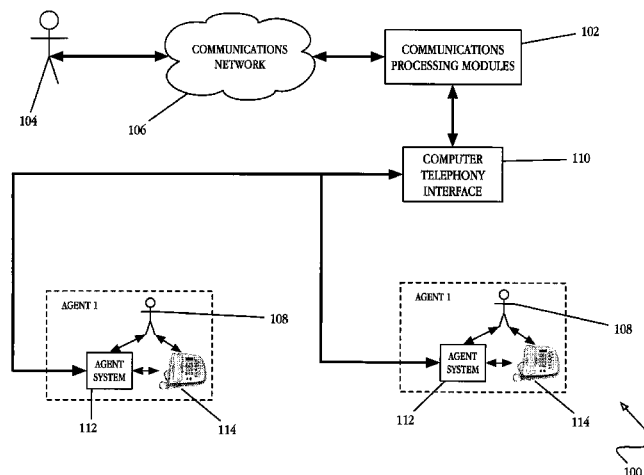 COMMUNICATIONS
NETWORK
COMMUNICATIONS
PROCESSING MODULES
102
104
106
COMPUTER
TELEPHONY
INTERFACE
110
AGENT 1
108
AGENT
SYSTEM
112
114
AGENT 1
108
AGENT
SYSTEM
112
114
100